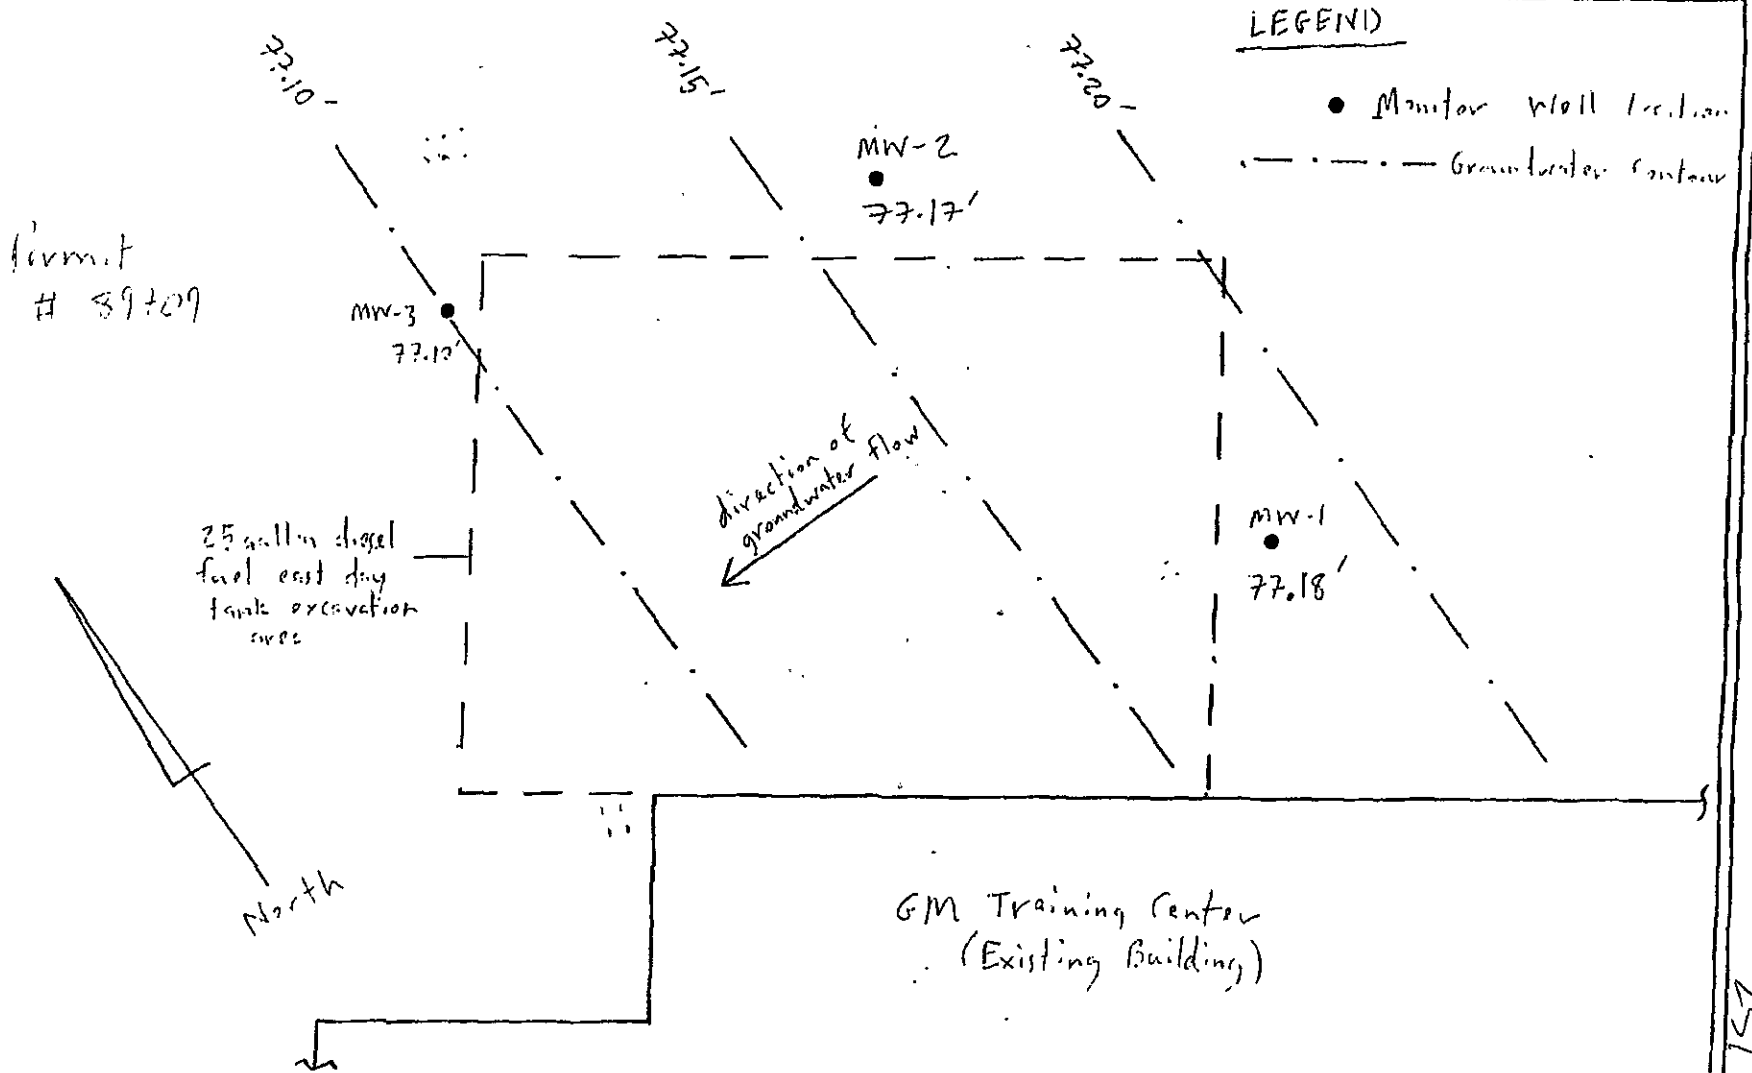 LEGEND
77.10-
77.15'
77.20-
• Monitor Well location
Groundwater Contour
MW-2
77.17'
Permit
MW-3
77.10'
direction of
groundwater flow
MW-1
77.18'
25 gallon diesel
fuel east day
tank excavation
area
North
GM Training Center
(Existing Building)